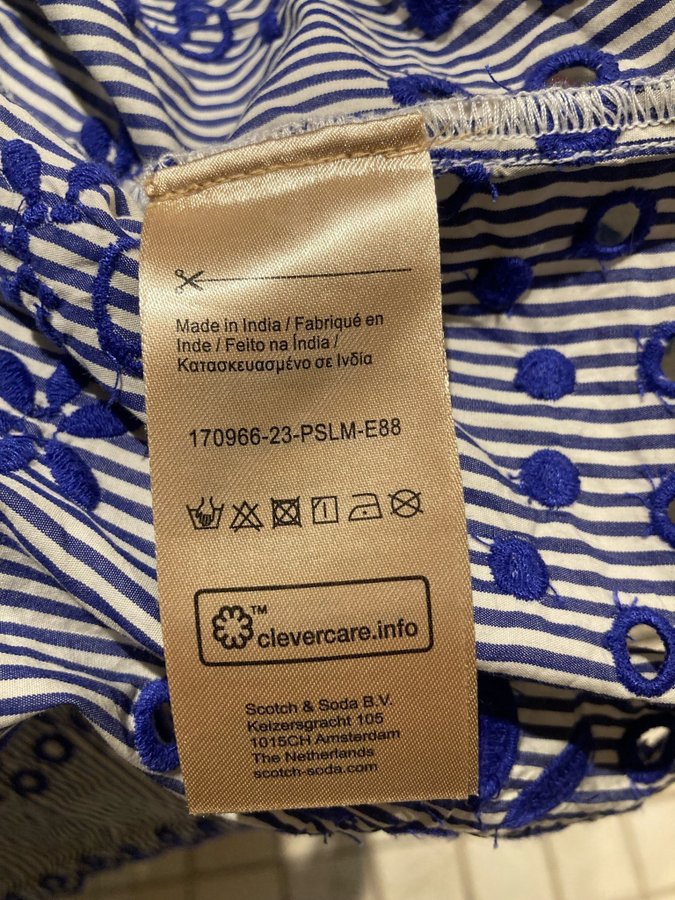 Made in India / Fabriqué en
Inde / Feito na Índia /
Κατασκευασμένο σε Ινδία
170966-23-PSLM-E88
TM
clevercare.info
Scotch & Soda B.V.
Keizersgracht 105
1015CH Amsterdam
The Netherlands
scotch-soda.com